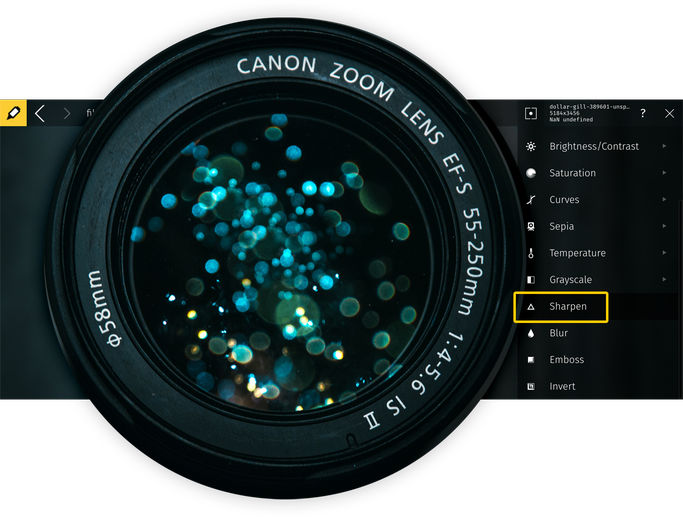 CANON ZOOM LENS EF-S 55-250mm 1:4-5.6 IS II
φ58mm
dollar-gill-389601-unsp…
5184x3456
NaN undefined
?
Brightness/Contrast
Saturation
Curves
Sepia
Temperature
Grayscale
Sharpen
Blur
Emboss
Invert